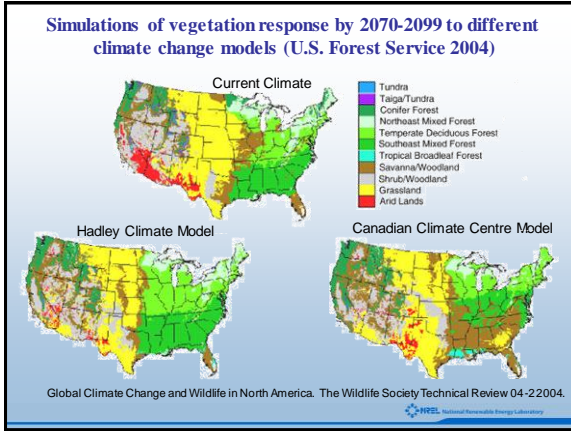 Simulations of vegetation response by 2070-2099 to different
climate change models (U.S. Forest Service 2004)
Current Climate
Tundra
Taiga/Tundra
Conifer Forest
Northeast Mixed Forest
Temperate Deciduous Forest
Southeast Mixed Forest
Tropical Broadleaf Forest
Savanna/Woodland
Shrub/Woodland
Grassland
Arid Lands
Hadley Climate Model
Canadian Climate Centre Model
Global Climate Change and Wildlife in North America. The Wildlife Society Technical Review 04-2 2004.
NREL National Renewable Energy Laboratory